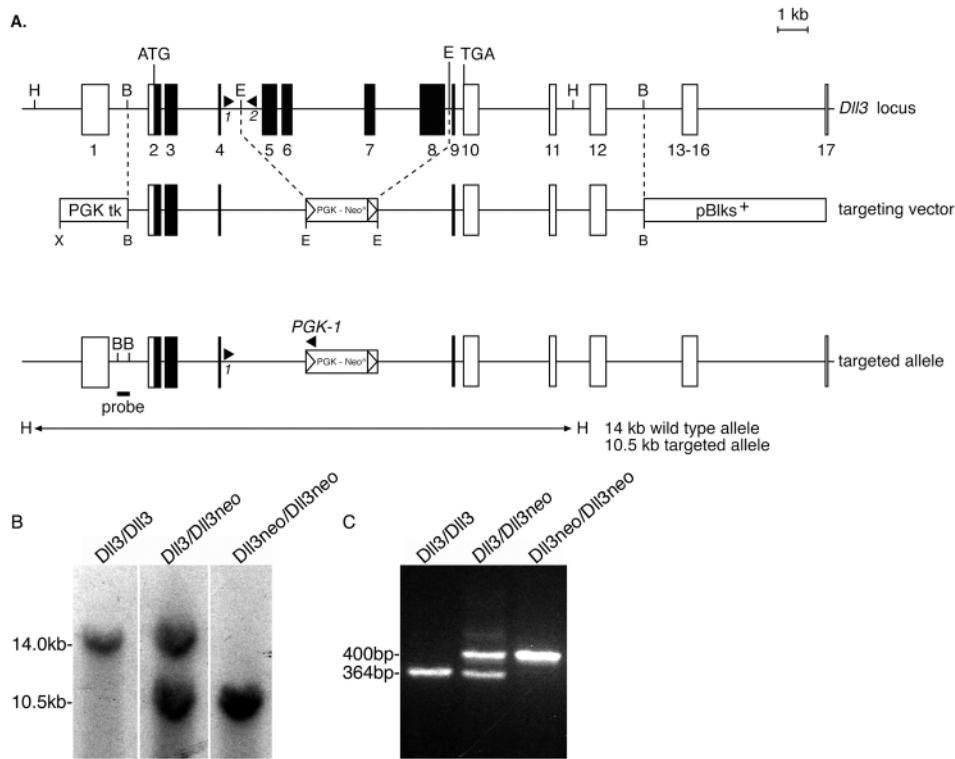 A.
1 kb
ATG
E
TGA
H
B
E
H
B
Dll3 locus
1
2
1 2 3 4 5 6 7 8 9 10 11 12 13-16 17
PGK tk
PGK - Neoʳ
pBlks+
targeting vector
X
B
E
E
B
PGK-1
BB
1
PGK - Neoʳ
targeted allele
probe
H
H
14 kb wild type allele
10.5 kb targeted allele
B
Dll3/Dll3
Dll3/Dll3neo
Dll3neo/Dll3neo
14.0kb-
10.5kb-
C
Dll3/Dll3
Dll3/Dll3neo
Dll3neo/Dll3neo
400bp-
364bp-